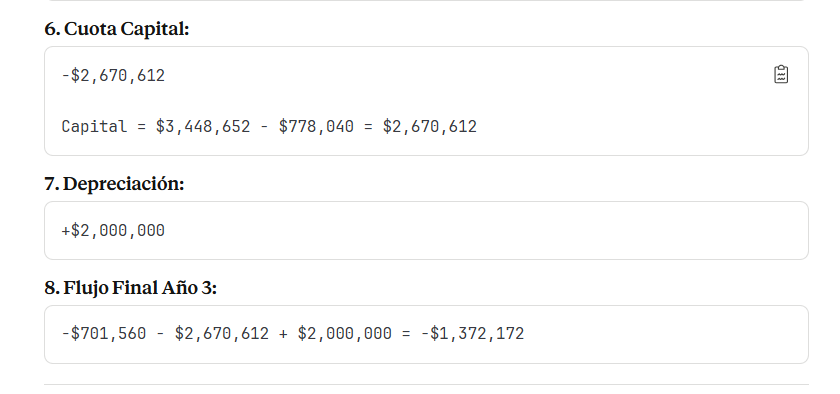 6. Cuota Capital:
-$2,670,612
Capital = $3,448,652 - $778,040 = $2,670,612
7. Depreciación:
+$2,000,000
8. Flujo Final Año 3:
-$701,560 - $2,670,612 + $2,000,000 = -$1,372,172